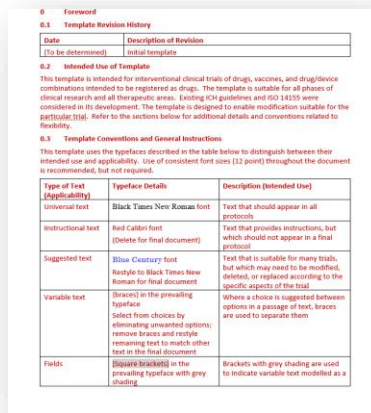 0 Foreword
0.1 Template Revision History
Date Description of Revision
(To be determined) Initial template
0.2 Intended Use of Template
This template is intended for interventional clinical trials of drugs, vaccines, and drug/device
combinations intended to be registered as drugs. The template is suitable for all phases of
clinical research and all therapeutic areas. Existing ICH guidelines and ISO 14155 were
considered in its development. The template is designed to enable modification suitable for the
particular trial. Refer to the sections below for additional details and conventions related to
flexibility.
0.3 Template Conventions and General Instructions
This template uses the typefaces described in the table below to distinguish between their
intended use and applicability. Use of consistent font sizes (12 point) throughout the document
is recommended, but not required.
Type of Text Typeface Details Description (Intended Use)
(Applicability)
Universal text Black Times New Roman font Text that should appear in all
protocols
Instructional text Red Calibri font Text that provides instructions, but
(Delete for final document) which should not appear in a final
protocol
Suggested text Blue Century font Text that is suitable for many trials,
Restyle to Black Times New but which may need to be modified,
Roman for final document deleted, or replaced according to the
specific aspects of the trial
Variable text {braces} in the prevailing Where a choice is suggested between
typeface options in a passage of text, braces
Select from choices by are used to separate them
eliminating unwanted options;
remove braces and restyle
remaining text to match other
text in the final document
Fields [Square brackets] in the Brackets with grey shading are used
prevailing typeface with grey to indicate variable text modelled as a
shading